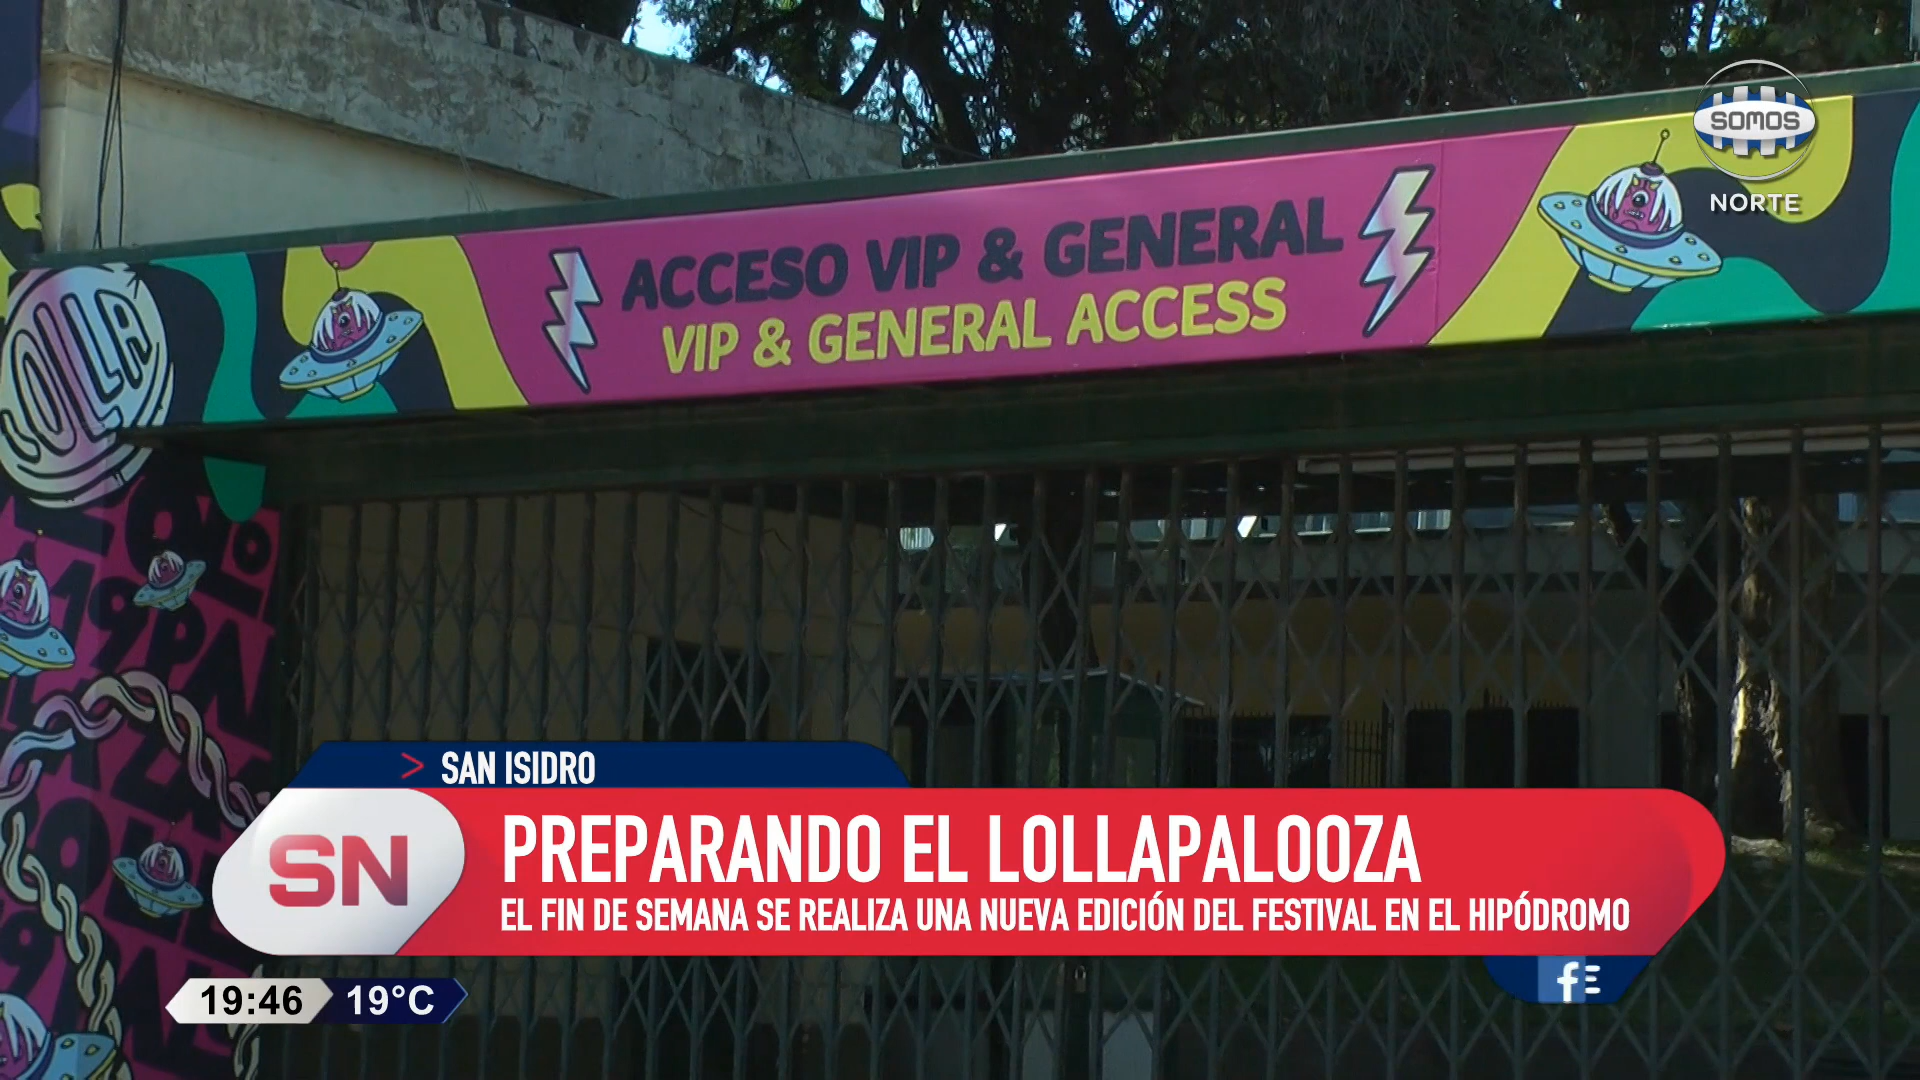 SOMOS
NORTE
ACCESO VIP & GENERAL
VIP & GENERAL ACCESS
LOLLA
> SAN ISIDRO
SN
PREPARANDO EL LOLLAPALOOZA
EL FIN DE SEMANA SE REALIZA UNA NUEVA EDICIÓN DEL FESTIVAL EN EL HIPÓDROMO
19:46 19°C